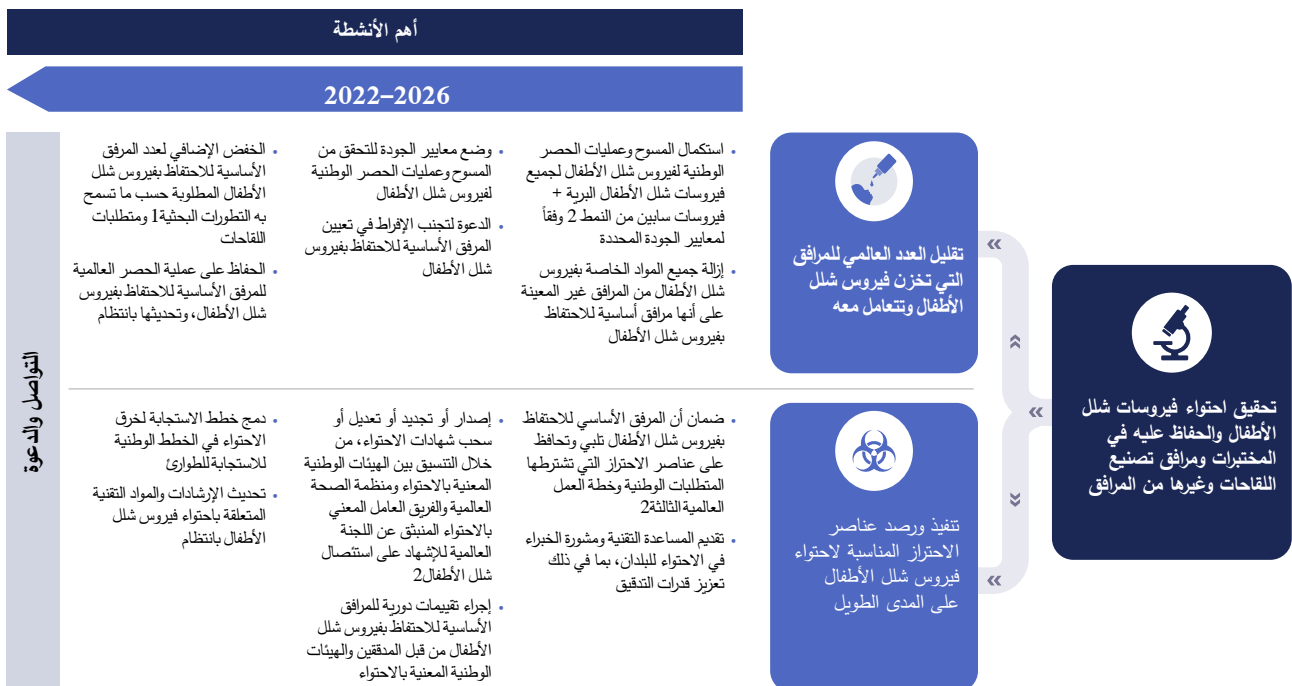 أهم الأنشطة
2022–2026
تحقيق احتواء فيروسات شلل
الأطفال والحفاظ عليه في
المختبرات ومرافق تصنيع
اللقاحات وغيرها من المرافق
تقليل العدد العالمي للمرافق
التي تخزن فيروس شلل
الأطفال وتتعامل معه
• استكمال المسوح وعمليات الحصر
الوطنية لفيروس شلل الأطفال لجميع
فيروسات شلل الأطفال البرية +
فيروسات سابين من النمط 2 وفقاً
لمعايير الجودة المحددة
• إزالة جميع المواد الخاصة بفيروس
شلل الأطفال من المرافق غير المعينة
على أنها مرافق أساسية للاحتفاظ
بفيروس شلل الأطفال
• وضع معايير الجودة للتحقق من
المسوح وعمليات الحصر الوطنية
لفيروس شلل الأطفال
• الدعوة لتجنب الإفراط في تعيين
المرفق الأساسية للاحتفاظ بفيروس
شلل الأطفال
• الخفض الإضافي لعدد المرفق
الأساسية للاحتفاظ بفيروس شلل
الأطفال المطلوبة حسب ما تسمح
به التطورات البحثية1 ومتطلبات
اللقاحات
• الحفاظ على عملية الحصر العالمية
للمرفق الأساسية للاحتفاظ بفيروس
شلل الأطفال، وتحديثها بانتظام
تنفيذ ورصد عناصر
الاحتراز المناسبة لاحتواء
فيروس شلل الأطفال
على المدى الطويل
• ضمان أن المرفق الأساسي للاحتفاظ
بفيروس شلل الأطفال تلبي وتحافظ
على عناصر الاحتراز التي تشترطها
المتطلبات الوطنية وخطة العمل
العالمية الثالثة2
• تقديم المساعدة التقنية ومشورة الخبراء
في الاحتواء للبلدان، بما في ذلك
تعزيز قدرات التدقيق
• إصدار أو تجديد أو تعديل أو
سحب شهادات الاحتواء، من
خلال التنسيق بين الهيئات الوطنية
المعنية بالاحتواء ومنظمة الصحة
العالمية والفريق العامل المعني
بالاحتواء المنبثق عن اللجنة
العالمية للإشهاد على استئصال
شلل الأطفال2
• إجراء تقييمات دورية للمرافق
الأساسية للاحتفاظ بفيروس شلل
الأطفال من قبل المدققين والهيئات
الوطنية المعنية بالاحتواء
• دمج خطط الاستجابة لخرق
الاحتواء في الخطط الوطنية
للاستجابة للطوارئ
• تحديث الإرشادات والمواد التقنية
المتعلقة باحتواء فيروس شلل
الأطفال بانتظام
التواصل والدعوة